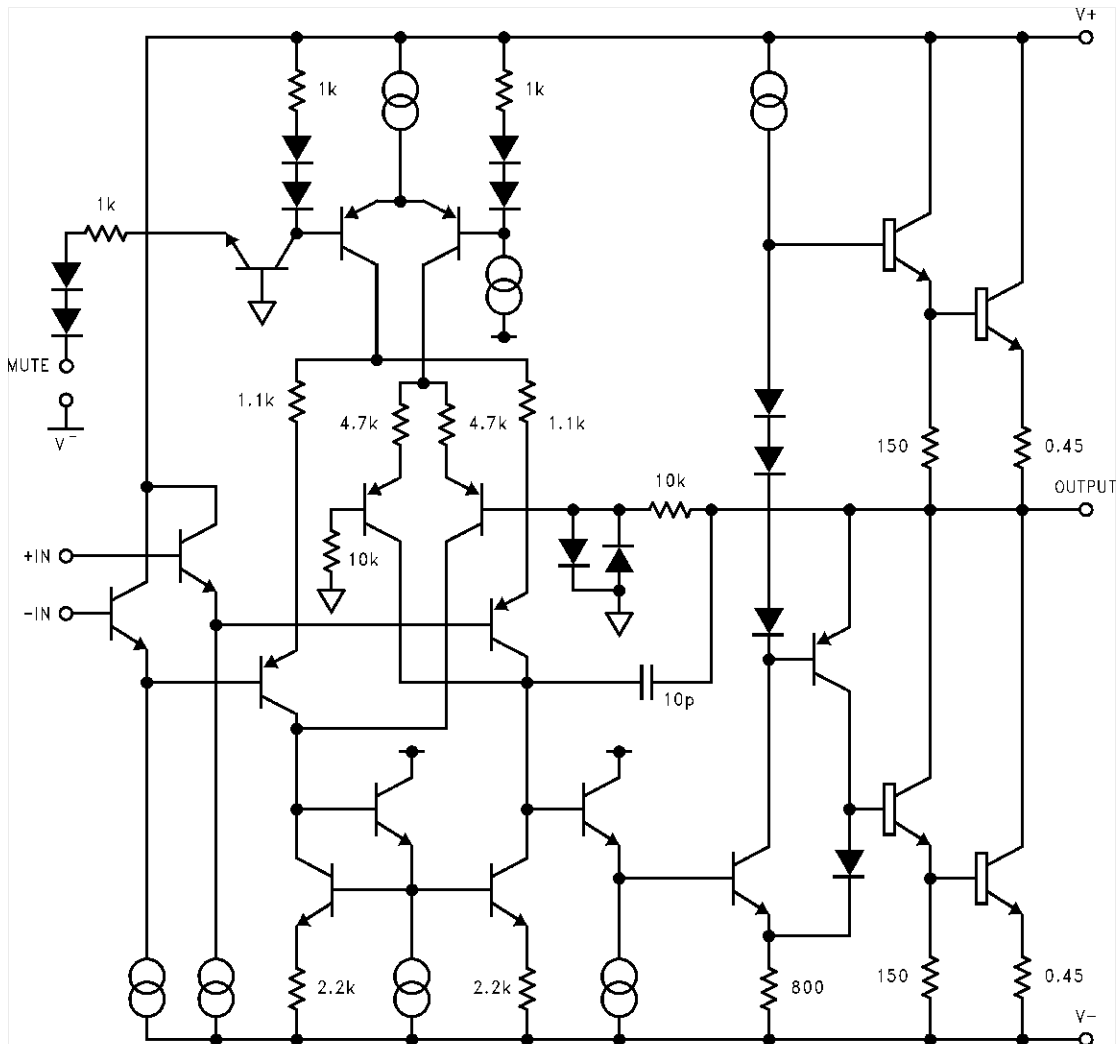 V+
1k
1k
1k
MUTE
V-
1.1k
4.7k
4.7k
1.1k
150
0.45
10k
OUTPUT
+IN
10k
-IN
10p
2.2k
2.2k
800
150
0.45
V-